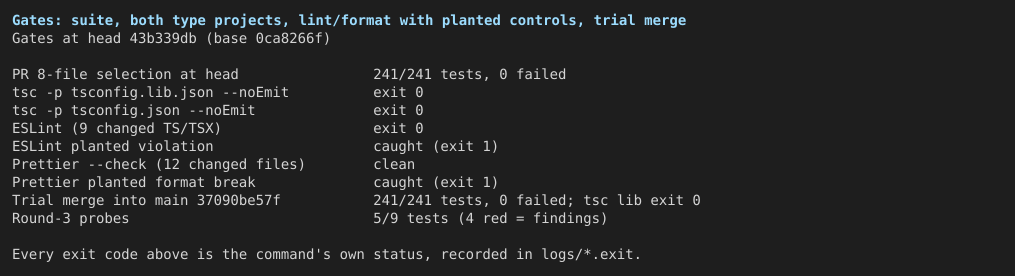 Gates: suite, both type projects, lint/format with planted controls, trial merge
Gates at head 43b339db (base 0ca8266f)
PR 8-file selection at head 241/241 tests, 0 failed
tsc -p tsconfig.lib.json --noEmit exit 0
tsc -p tsconfig.json --noEmit exit 0
ESLint (9 changed TS/TSX) exit 0
ESLint planted violation caught (exit 1)
Prettier --check (12 changed files) clean
Prettier planted format break caught (exit 1)
Trial merge into main 37090be57f 241/241 tests, 0 failed; tsc lib exit 0
Round-3 probes 5/9 tests (4 red = findings)
Every exit code above is the command's own status, recorded in logs/*.exit.